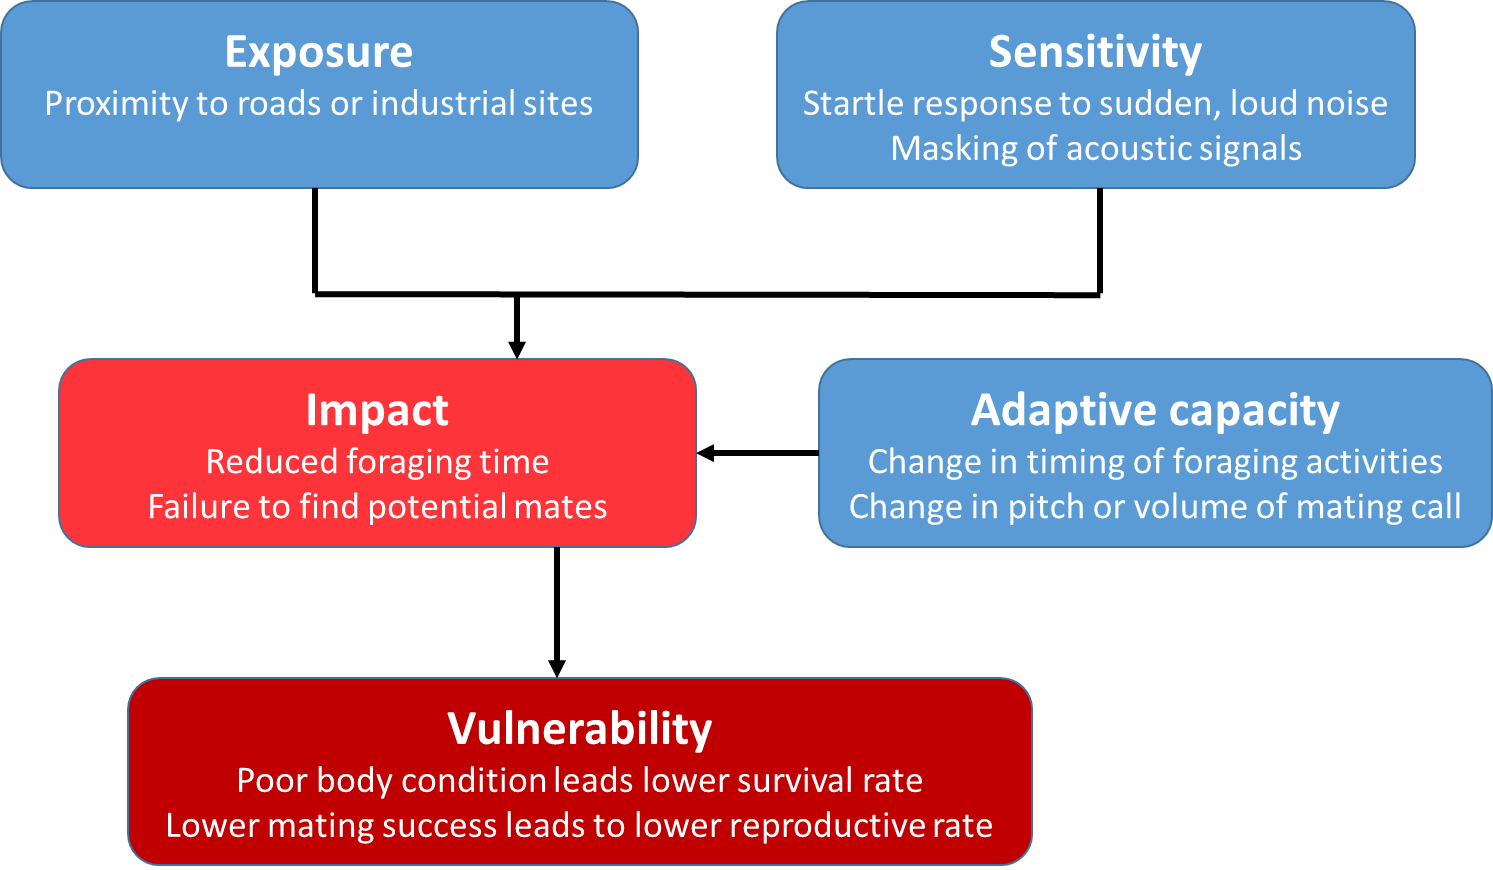 Exposure
Proximity to roads or industrial sites
Sensitivity
Startle response to sudden, loud noise
Masking of acoustic signals
Impact
Reduced foraging time
Failure to find potential mates
Adaptive capacity
Change in timing of foraging activities
Change in pitch or volume of mating call
Vulnerability
Poor body condition leads lower survival rate
Lower mating success leads to lower reproductive rate